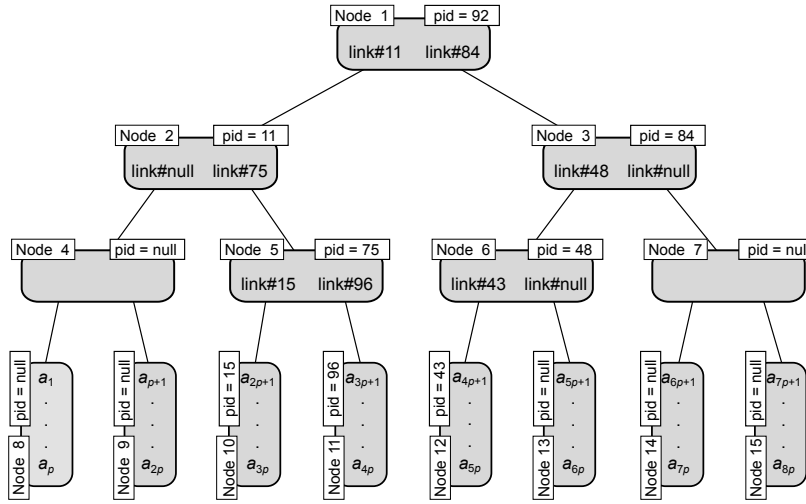 Node 1 pid = 92
link#11 link#84
Node 2 pid = 11 Node 3 pid = 84
link#null link#75 link#48 link#null
Node 4 pid = null Node 5 pid = 75 Node 6 pid = 48 Node 7 pid = nul
link#15 link#96 link#43 link#null
Node 8 pid = null
a1
.
.
.
ap
Node 9 pid = null
ap+1
.
.
.
a2p
Node 10 pid = 15
a2p+1
.
.
.
a3p
Node 11 pid = 96
a3p+1
.
.
.
a4p
Node 12 pid = 43
a4p+1
.
.
.
a5p
Node 13 pid = null
a5p+1
.
.
.
a6p
Node 14 pid = null
a6p+1
.
.
.
a7p
Node 15 pid = null
a7p+1
.
.
.
a8p